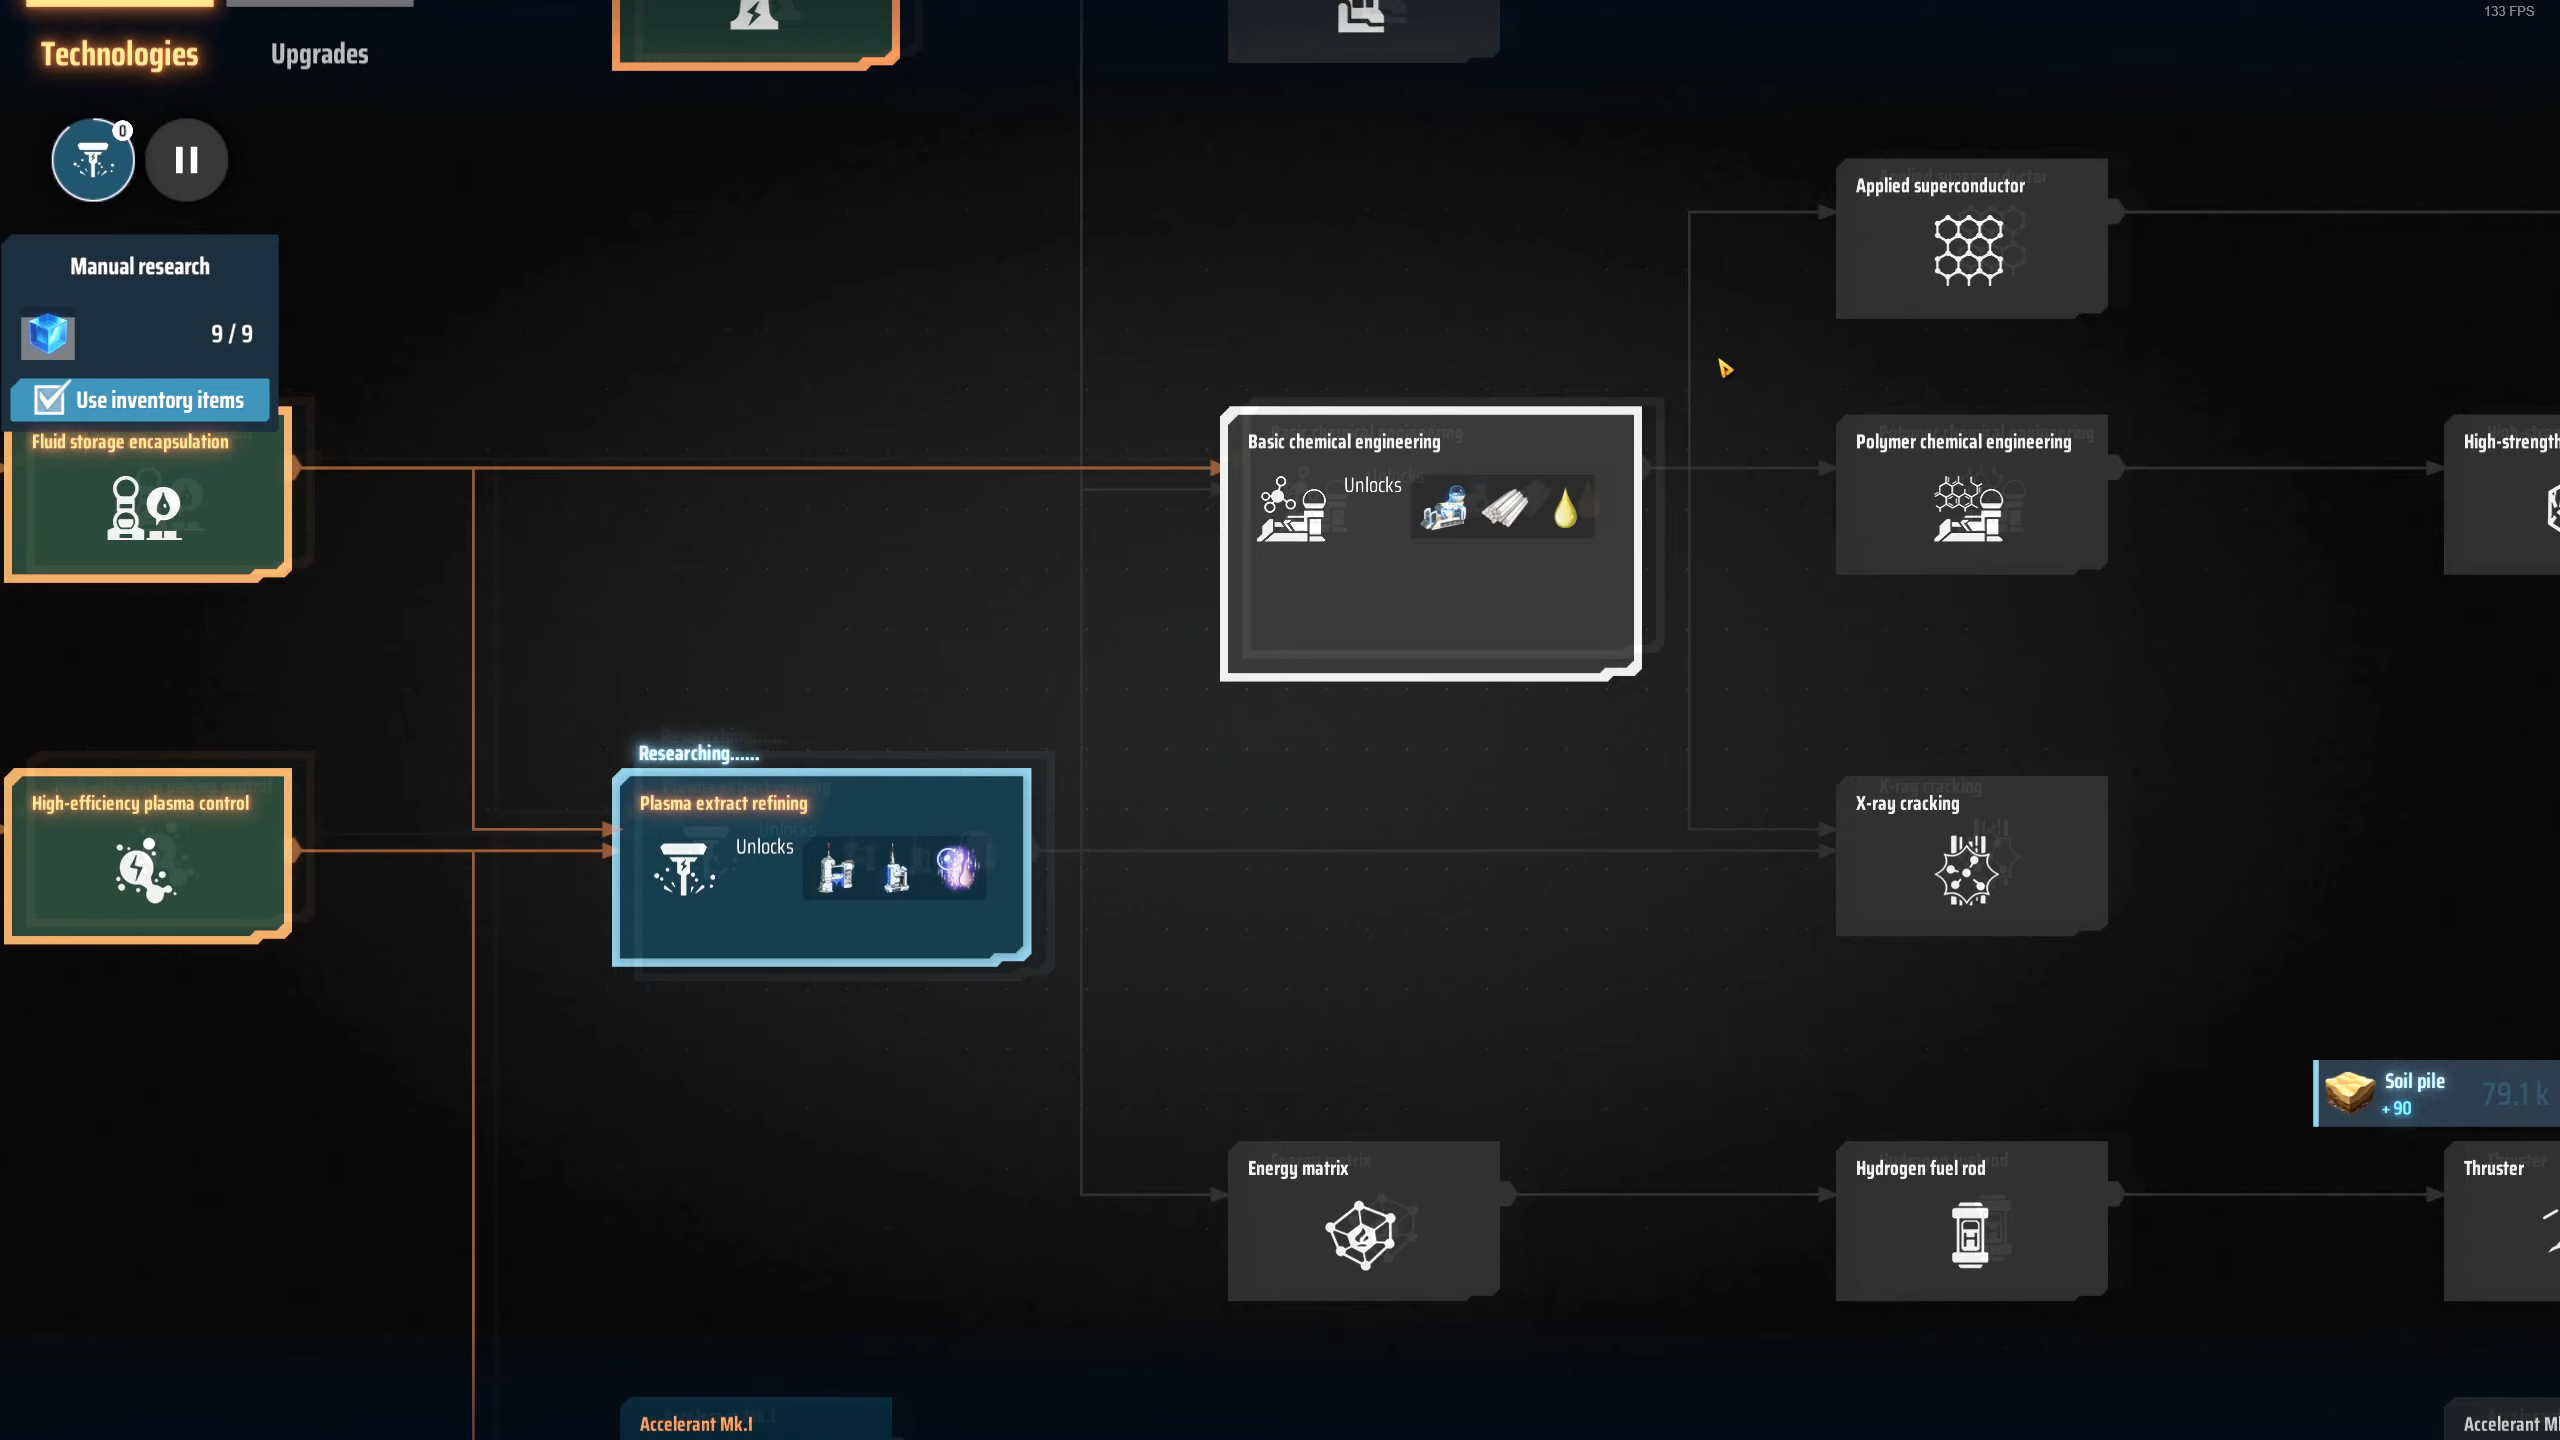 133 FPS
Technologies
Upgrades
0
Manual research
9 / 9
Use inventory items
Applied superconductor
Fluid storage encapsulation
Basic chemical engineering
Unlocks
Polymer chemical engineering
High-strength
Researching......
High-efficiency plasma control
Plasma extract refining
Unlocks
X-ray cracking
Soil pile
+ 90
79.1 k
Energy matrix
Hydrogen fuel rod
H
Thruster
Accelerant Mk.I
Accelerant M